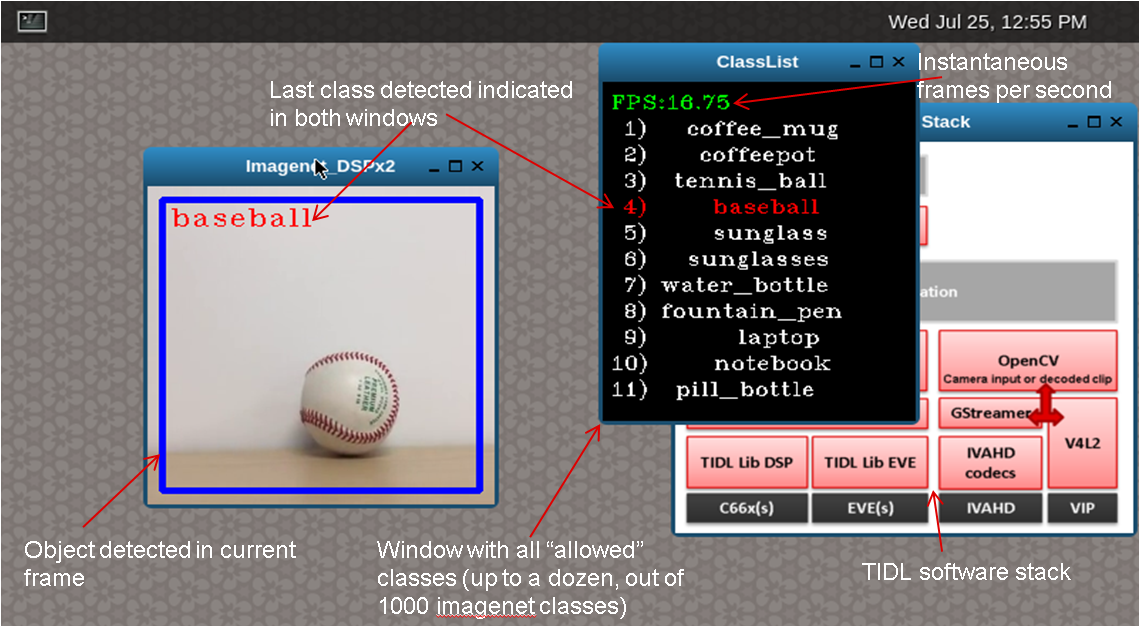 Wed Jul 25, 12:55 PM
Last class detected indicated
in both windows
Instantaneous
frames per second
Imagenet_DSPx2
baseball
PREMIUM
LEATHER
ClassList
FPS:16.75
1) coffee_mug
2) coffeepot
3) tennis_ball
4) baseball
5) sunglass
6) sunglasses
7) water_bottle
8) fountain_pen
9) laptop
10) notebook
11) pill_bottle
Stack
ation
OpenCV
Camera input or decoded clip
GStreamer
V4L2
TIDL Lib DSP
TIDL Lib EVE
IVAHD
codecs
C66x(s)
EVE(s)
IVAHD
VIP
Object detected in current
frame
Window with all “allowed”
classes (up to a dozen, out of
1000 imagenet classes)
TIDL software stack